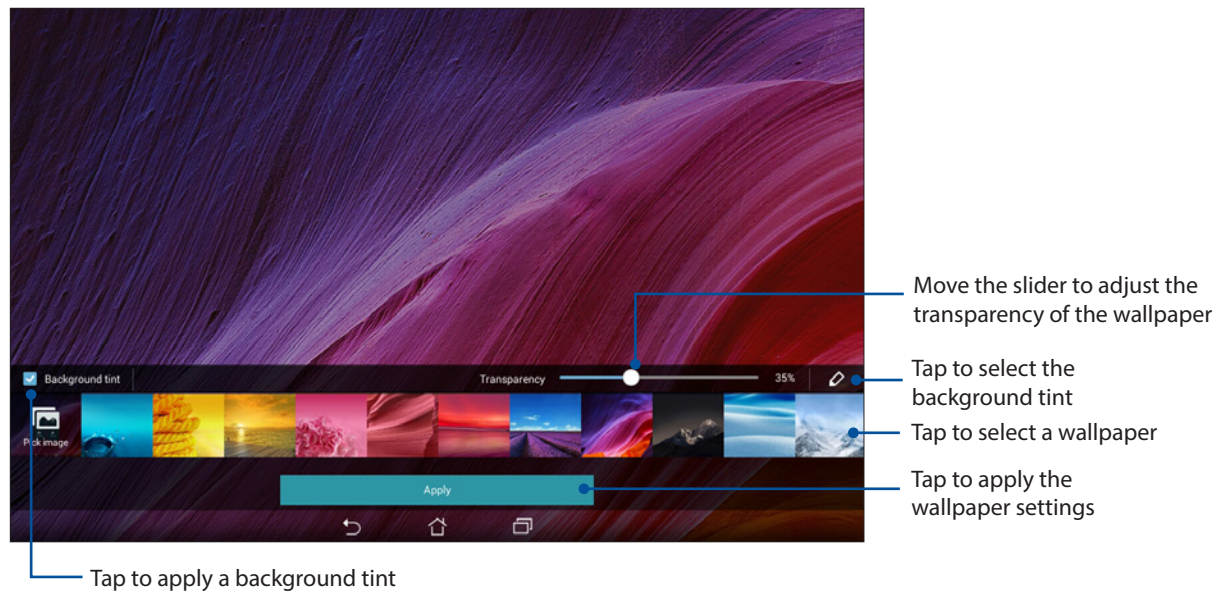 Move the slider to adjust the
transparency of the wallpaper
Background tint
Transparency
35%
Tap to select the
background tint
Pick image
Tap to select a wallpaper
Apply
Tap to apply the
wallpaper settings
Tap to apply a background tint